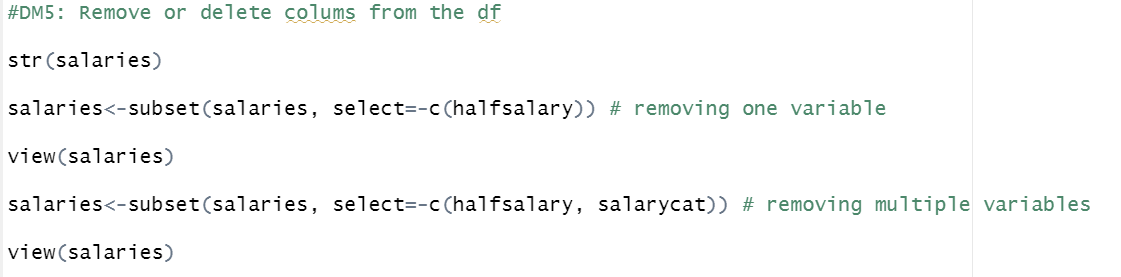 #DM5: Remove or delete colums from the df
str(salaries)
salaries<-subset(salaries, select=-c(halfsalary)) # removing one variable
view(salaries)
salaries<-subset(salaries, select=-c(halfsalary, salarycat)) # removing multiple variables
view(salaries)